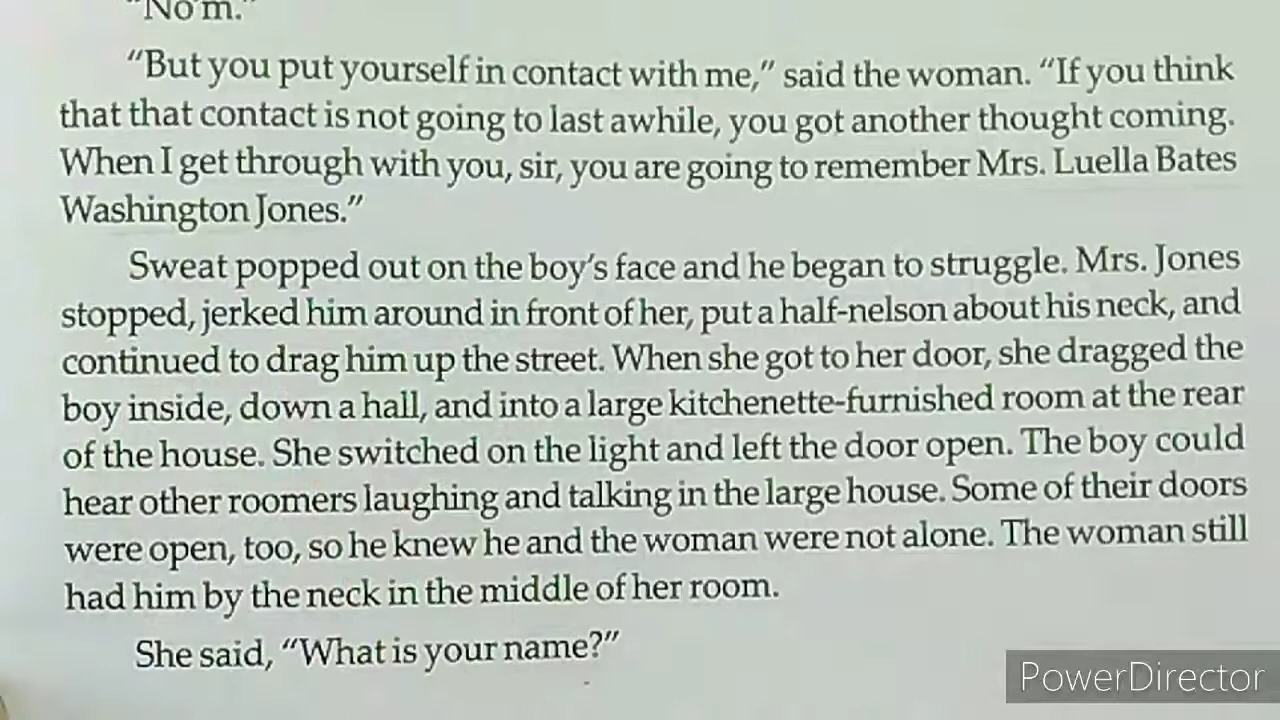 "No'm."
"But you put yourself in contact with me," said the woman. "If you think
that that contact is not going to last awhile, you got another thought coming.
When I get through with you, sir, you are going to remember Mrs. Luella Bates
Washington Jones."
Sweat popped out on the boy's face and he began to struggle. Mrs. Jones
stopped, jerked him around in front of her, put a half-nelson about his neck, and
continued to drag him up the street. When she got to her door, she dragged the
boy inside, down a hall, and into a large kitchenette-furnished room at the rear
of the house. She switched on the light and left the door open. The boy could
hear other roomers laughing and talking in the large house. Some of their doors
were open, too, so he knew he and the woman were not alone. The woman still
had him by the neck in the middle of her room.
She said, "What is your name?"
PowerDirector